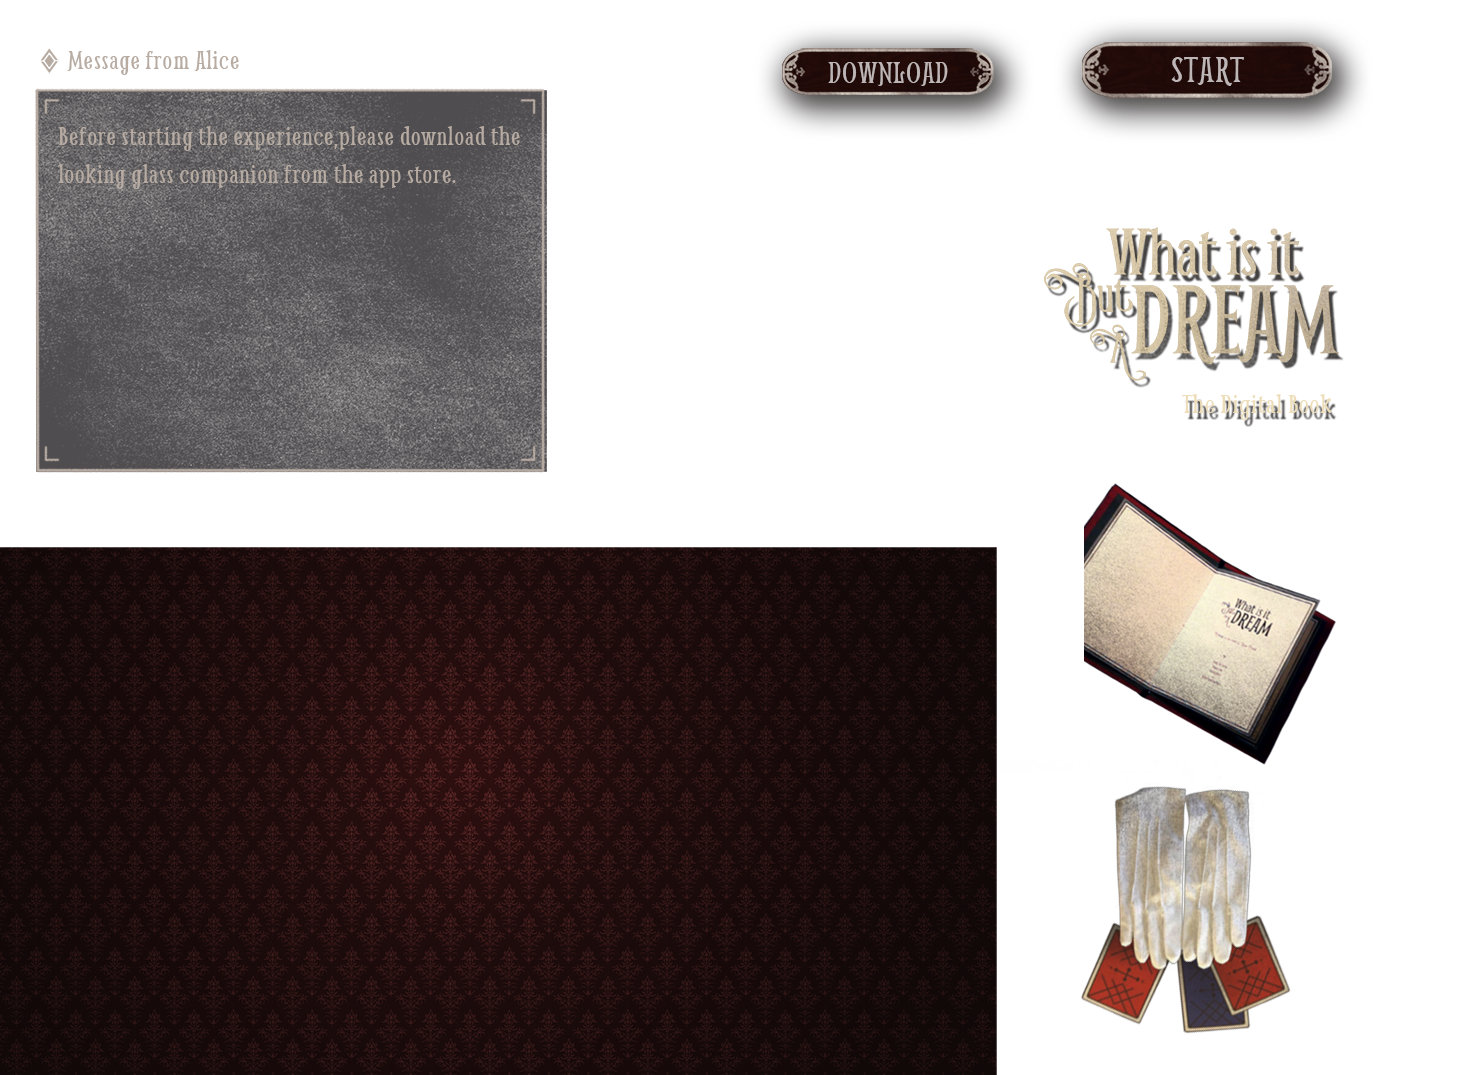 Message from Alice
Before starting the experience,please download the
looking glass companion from the app store.
DOWNLOAD
START
What is it
But
A
DREAM
The Digital Book
What is it
But
A
DREAM